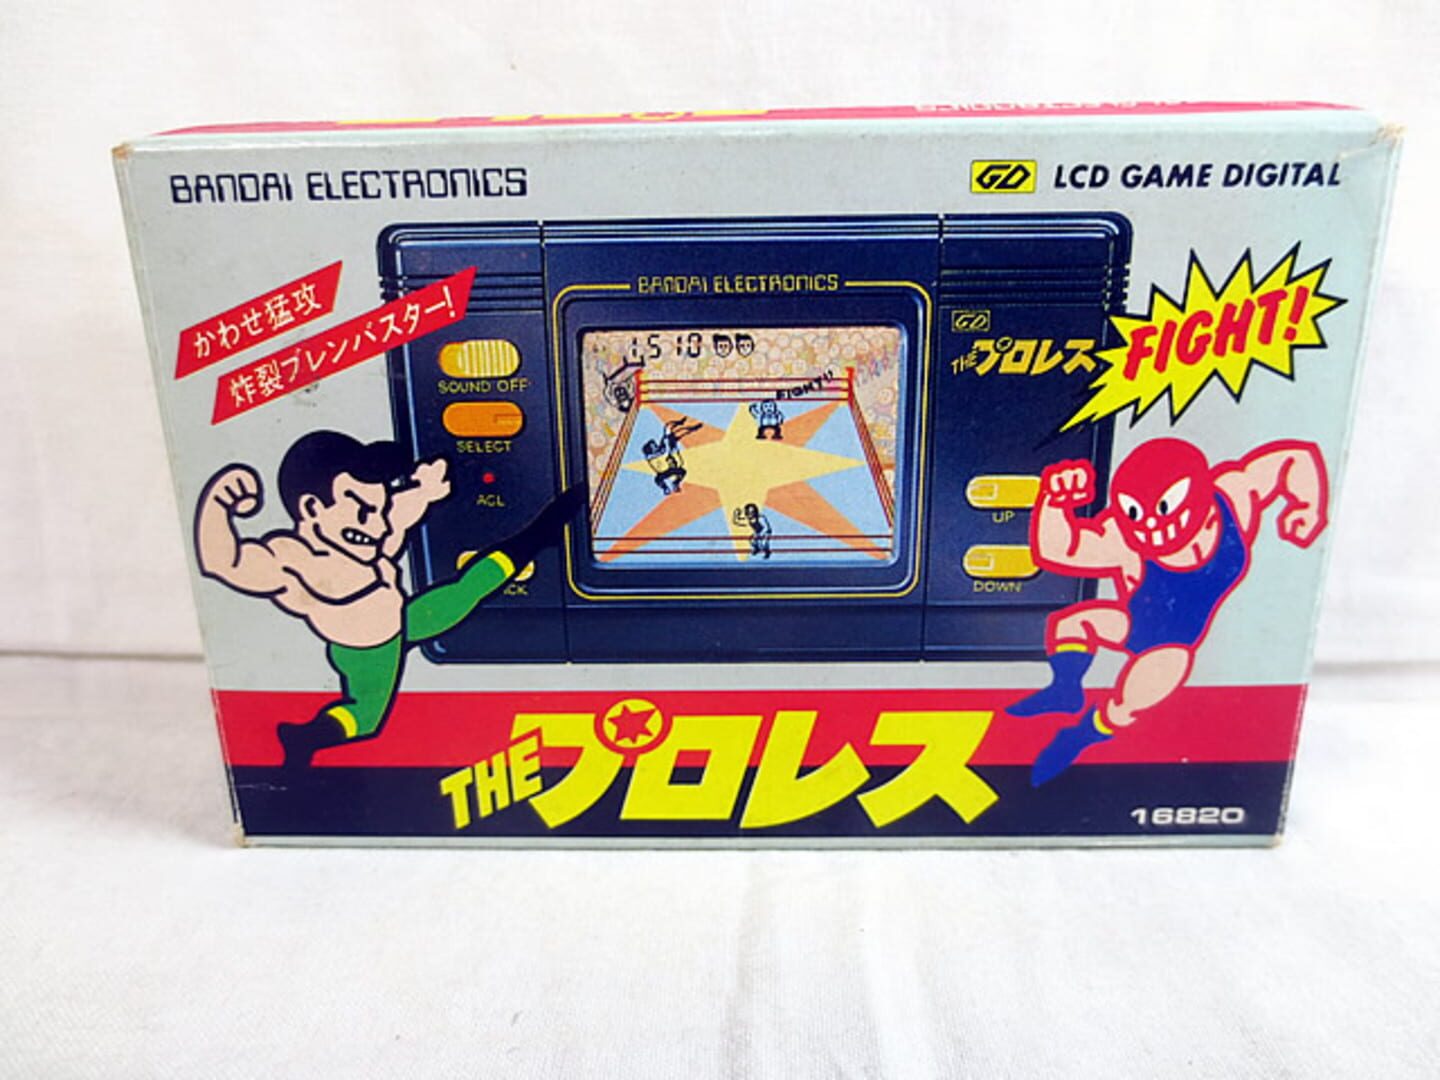 BANDAI ELECTRONICS
GD LCD GAME DIGITAL
かわせ猛攻
炸裂ブレンバスター!
BANDAI ELECTRONICS
1510
FIGHT!!
SOUND OFF
SELECT
ACL
CK
GD
THEプロレス
FIGHT!
UP
DOWN
THEプロレス
16820